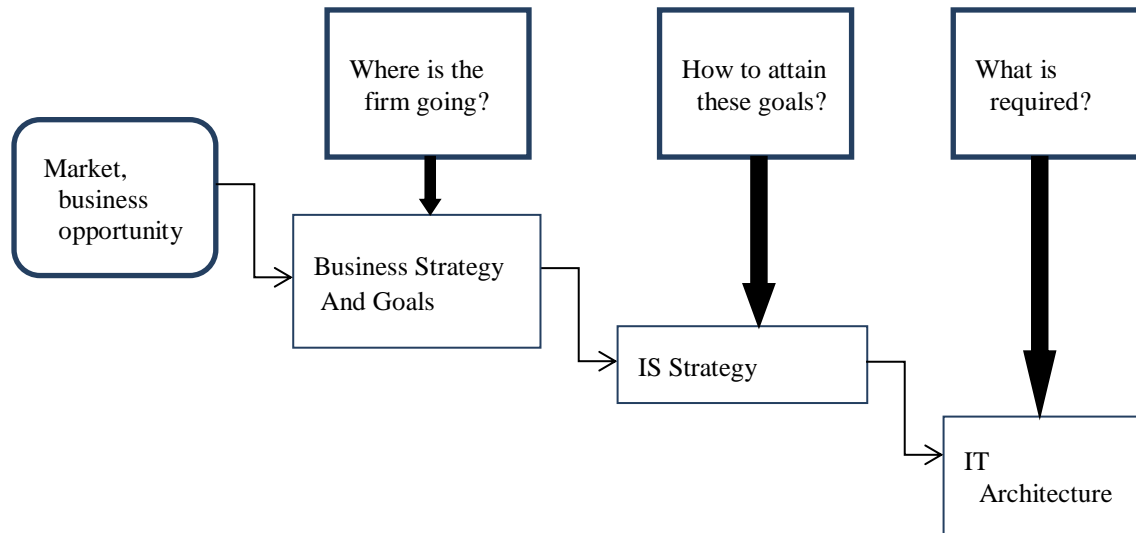 Where is the
firm going?
How to attain
these goals?
What is
required?
Market,
business
opportunity
Business Strategy
And Goals
IS Strategy
IT
Architecture